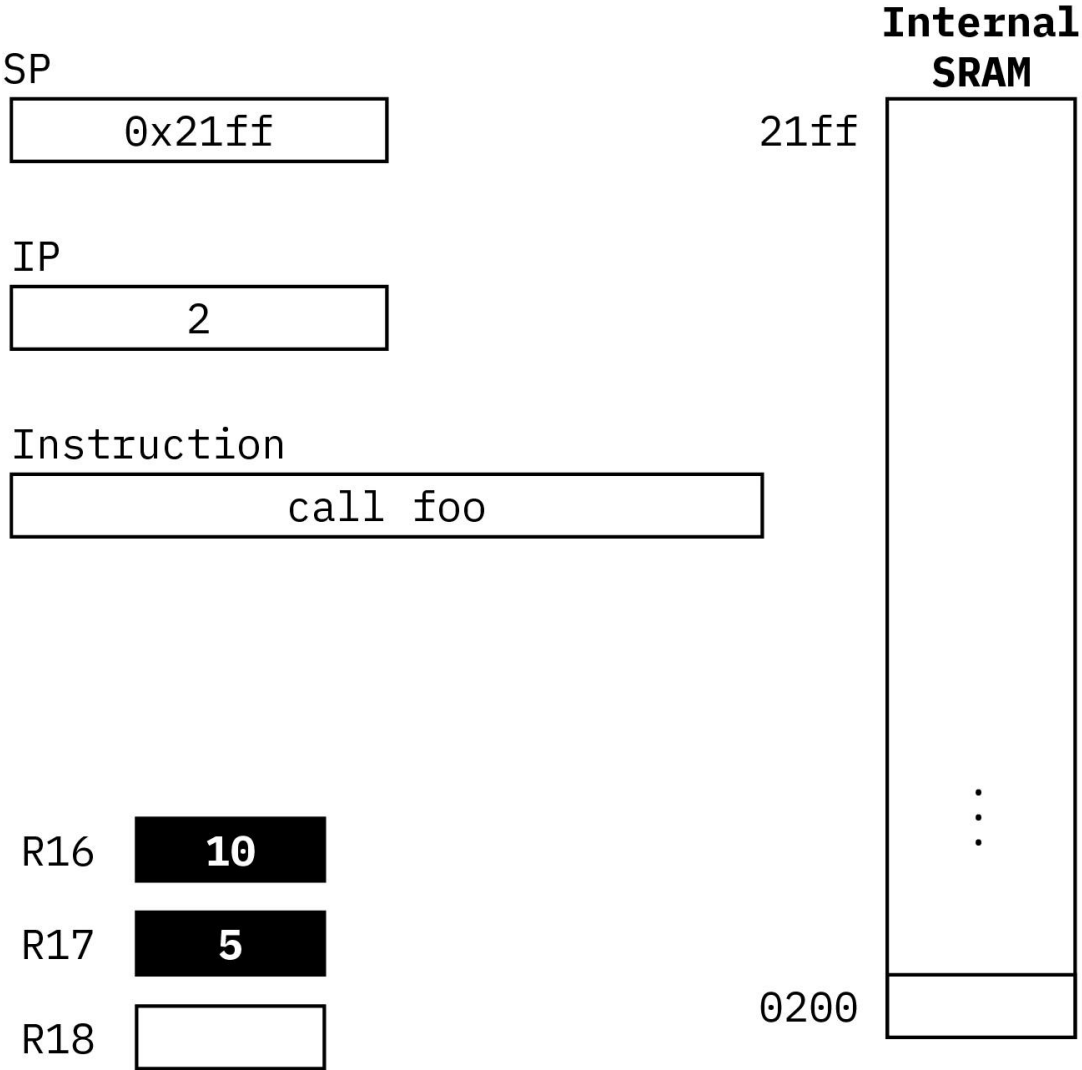 Internal
SRAM
SP
0x21ff
21ff
IP
2
Instruction
call foo
R16 10
R17 5
0200
R18